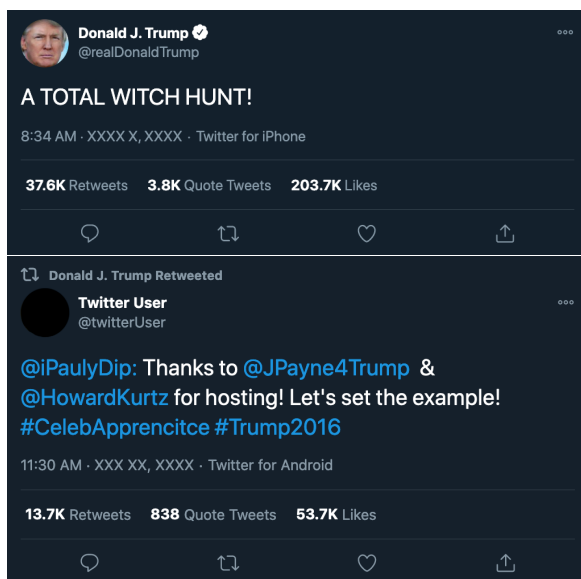 Donald J. Trump
@realDonaldTrump
A TOTAL WITCH HUNT!
8:34 AM · XXXX X, XXXX · Twitter for iPhone
37.6K Retweets 3.8K Quote Tweets 203.7K Likes
Donald J. Trump Retweeted
Twitter User
@twitterUser
@iPaulyDip: Thanks to @JPayne4Trump &
@HowardKurtz for hosting! Let's set the example!
#CelebApprencitce #Trump2016
11:30 AM · XXX XX, XXXX · Twitter for Android
13.7K Retweets 838 Quote Tweets 53.7K Likes